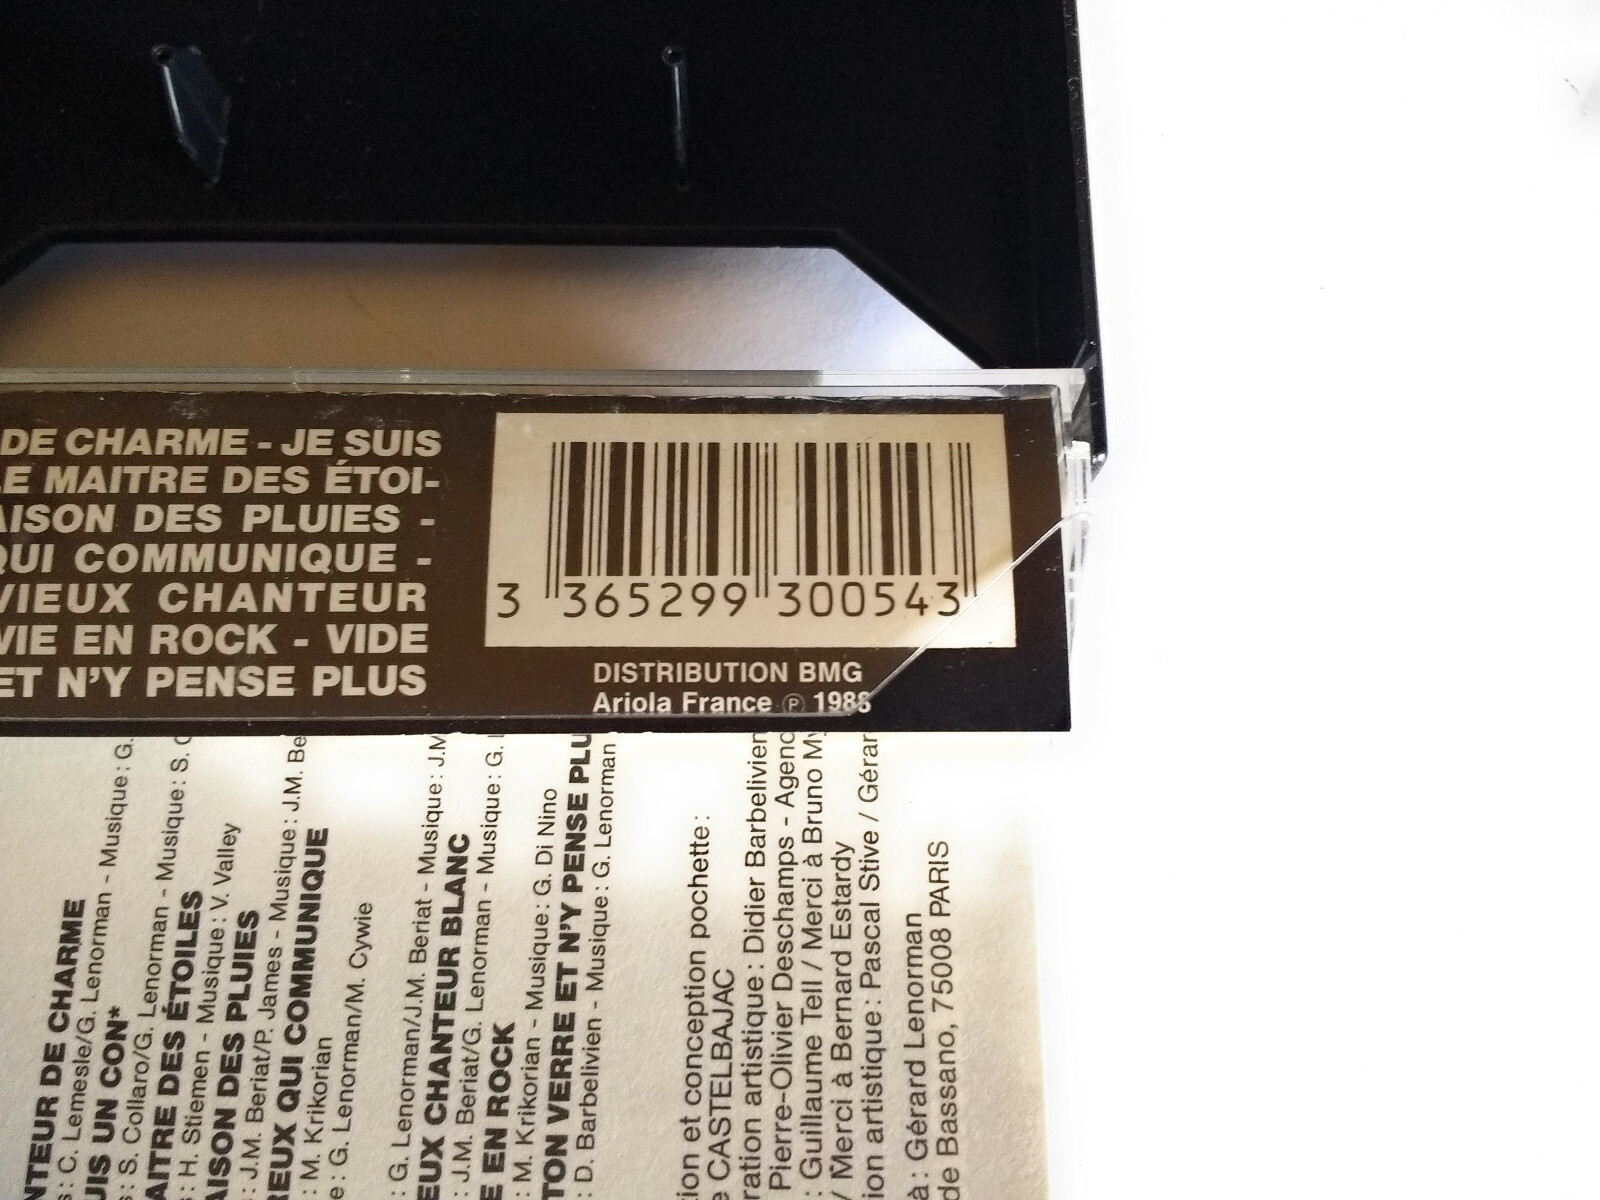 DE CHARME - JE SUIS
LE MAITRE DES ÉTOI-
AISON DES PLUIES -
QUI COMMUNIQUE -
VIEUX CHANTEUR
VIE EN ROCK - VIDE
ET N'Y PENSE PLUS
3 365299 300543
DISTRIBUTION BMG
Ariola France Ⓟ 1988
NTEUR DE CHARME
: C. Lemesle/G. Lenorman - Musique : G.
UIS UN CON*
: S. Collaro/G. Lenorman - Musique : S. C
AITRE DES ÉTOILES
: H. Stiemen - Musique : V. Valley
AISON DES PLUIES
: J.M. Beriat/P. James - Musique : J.M. Be
REUX QUI COMMUNIQUE
: M. Krikorian
e : G. Lenorman/M. Cywie
: G. Lenorman/J.M. Beriat - Musique : J.M
EUX CHANTEUR BLANC
: J.M. Beriat/G. Lenorman - Musique : G.
E EN ROCK
: M. Krikorian - Musique : G. Di Nino
TON VERRE ET N'Y PENSE PLU
: D. Barbelivien - Musique : G. Lenorman
ion et conception pochette :
e CASTELBAJAC
ration artistique : Didier Barbelivien
Pierre-Olivier Deschamps - Agenc
: Guillaume Tell / Merci à Bruno My
/ Merci à Bernard Estardy
ion artistique : Pascal Stive / Gérar
à : Gérard Lenorman
de Bassano, 75008 PARIS